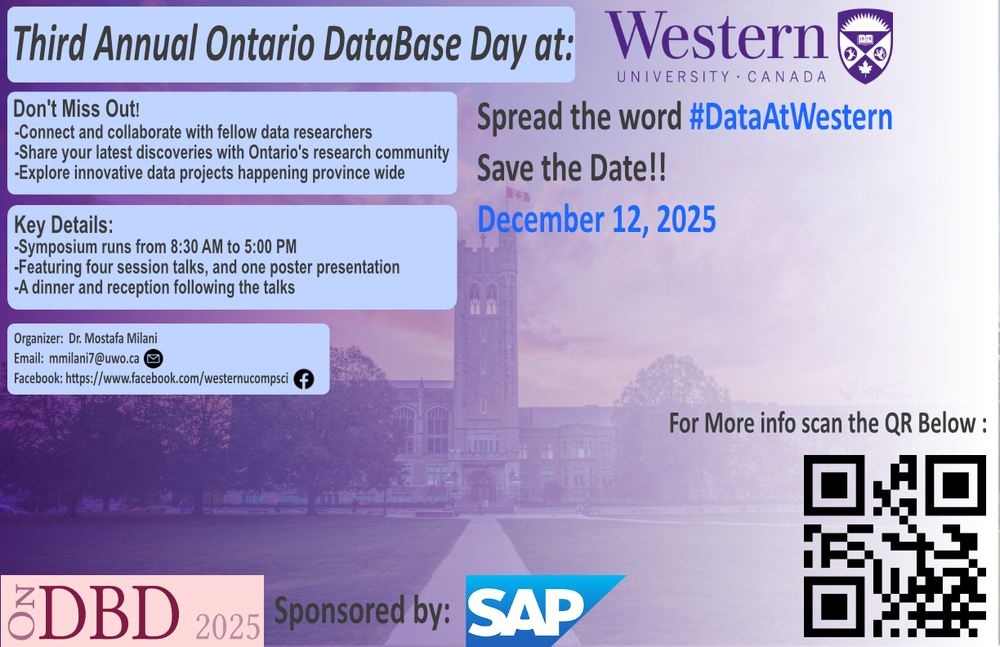 Third Annual Ontario DataBase Day at:
Western
UNIVERSITY · CANADA
Don't Miss Out!
-Connect and collaborate with fellow data researchers
-Share your latest discoveries with Ontario's research community
-Explore innovative data projects happening province wide
Spread the word #DataAtWestern
Save the Date!!
December 12, 2025
Key Details:
-Symposium runs from 8:30 AM to 5:00 PM
-Featuring four session talks, and one poster presentation
-A dinner and reception following the talks
Organizer: Dr. Mostafa Milani
Email: mmilani7@uwo.ca
Facebook: https://www.facebook.com/westernucompsci
For More info scan the QR Below :
ON DBD 2025
Sponsored by:
SAP